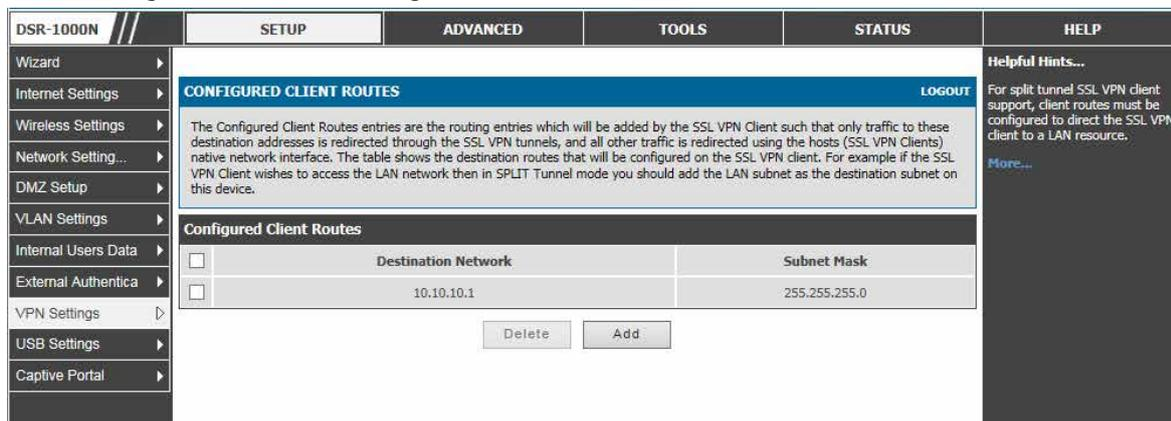 DSR-1000N
SETUP
ADVANCED
TOOLS
STATUS
HELP
Wizard
Internet Settings
Wireless Settings
Network Setting...
DMZ Setup
VLAN Settings
Internal Users Data
External Authentica
VPN Settings
USB Settings
Captive Portal
CONFIGURED CLIENT ROUTES
LOGOUT
The Configured Client Routes entries are the routing entries which will be added by the SSL VPN Client such that only traffic to these
destination addresses is redirected through the SSL VPN tunnels, and all other traffic is redirected using the hosts (SSL VPN Clients)
native network interface. The table shows the destination routes that will be configured on the SSL VPN client. For example if the SSL
VPN Client wishes to access the LAN network then in SPLIT Tunnel mode you should add the LAN subnet as the destination subnet on
this device.
Configured Client Routes
Destination Network
Subnet Mask
10.10.10.1
255.255.255.0
Delete
Add
Helpful Hints...
For split tunnel SSL VPN client
support, client routes must be
configured to direct the SSL VPN
client to a LAN resource.
More...